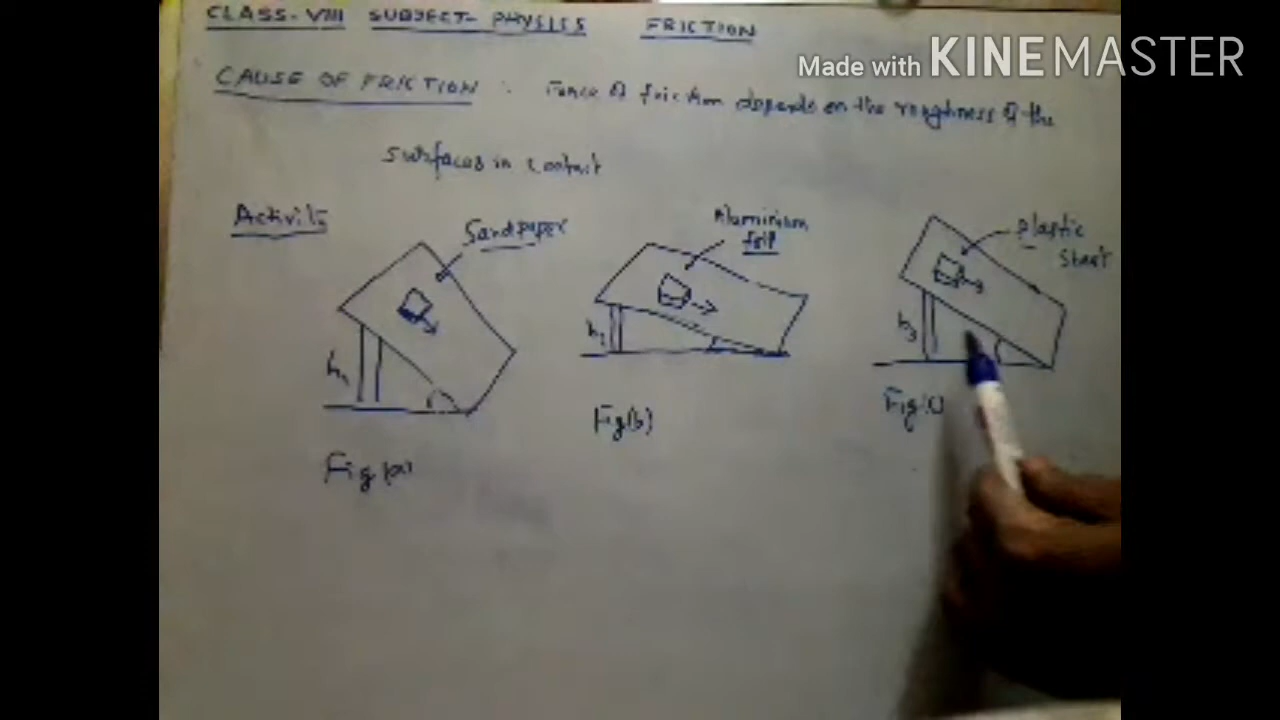 CLASS-VIII SUBJECT- PHYSICS FRICTION
Made with KINEMASTER
CAUSE OF FRICTION : Force of friction depends on the roughness of the
surfaces in contact
Activity
Sandpaper
Aluminium
foil
plastic
sheet
h1
h3
Fig (a)
Fig (b)
Fig (c)